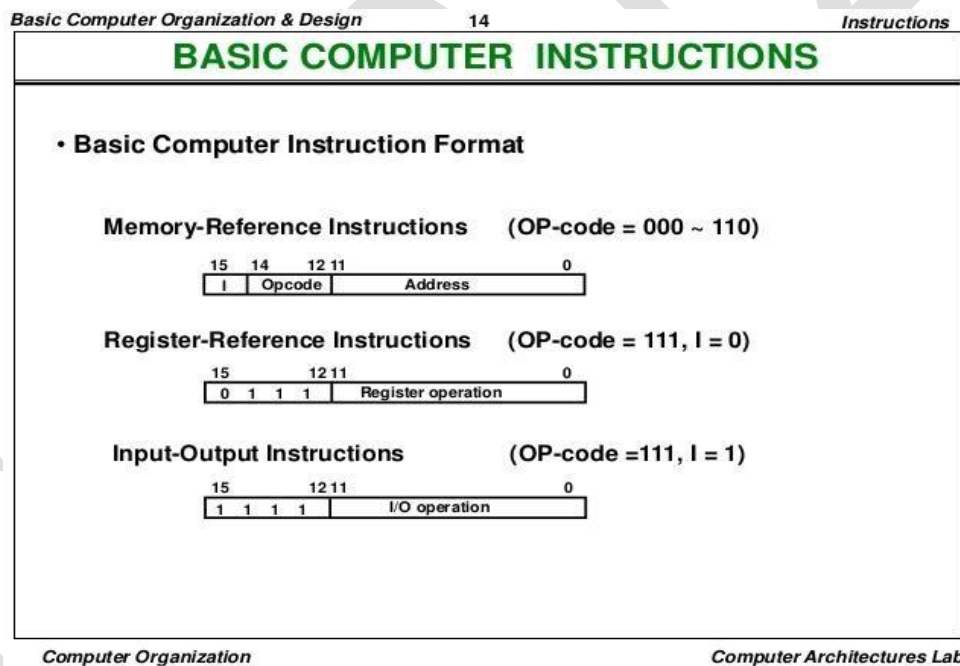 Basic Computer Organization & Design 14 Instructions
BASIC COMPUTER INSTRUCTIONS
• Basic Computer Instruction Format
Memory-Reference Instructions (OP-code = 000 ~ 110)
15 14 12 11 0
I Opcode Address
Register-Reference Instructions (OP-code = 111, I = 0)
15 12 11 0
0 1 1 1 Register operation
Input-Output Instructions (OP-code =111, I = 1)
15 12 11 0
1 1 1 1 I/O operation
Computer Organization Computer Architectures Lab